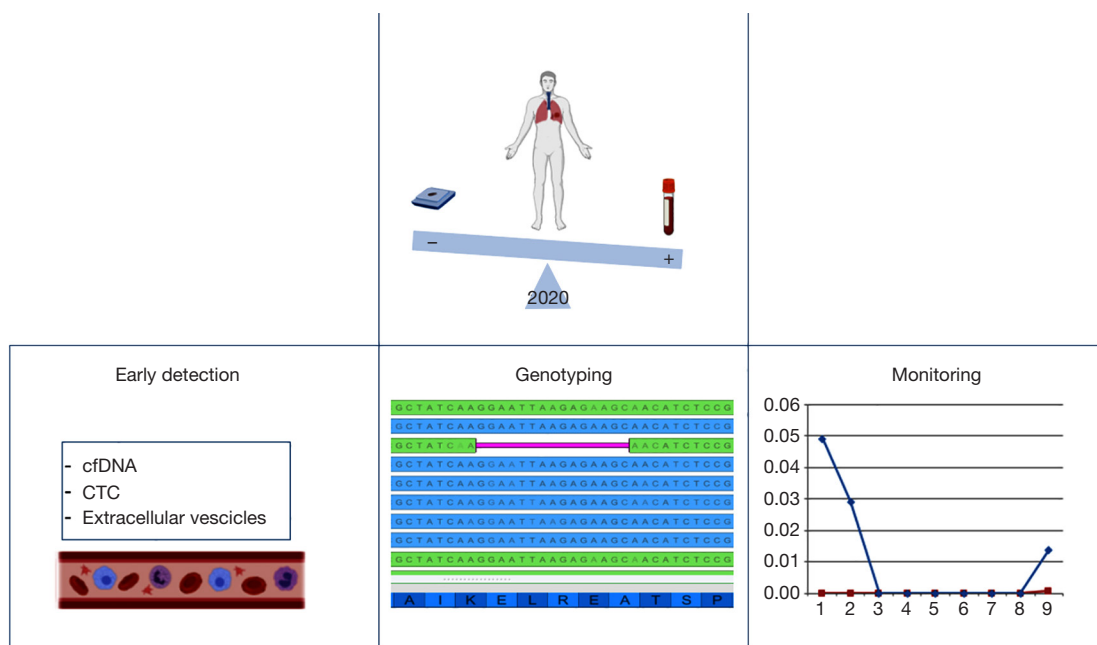 −
+
2020
Early detection
- cfDNA
- CTC
- Extracellular vescicles
Genotyping
GCTATCAAGGAATTAAGAGAAGCAACATCTCCG
GCTATCAAGGAATTAAGAGAAGCAACATCTCCG
GCTATCAA AACATCTCCG
GCTATCAAGGAATTAAGAGAAGCAACATCTCCG
GCTATCAAGGAATTAAGAGAAGCAACATCTCCG
GCTATCAAGGAATTAAGAGAAGCAACATCTCCG
GCTATCAAGGAATTAAGAGAAGCAACATCTCCG
GCTATCAAGGAATTAAGAGAAGCAACATCTCCG
GCTATCAAGGAATTAAGAGAAGCAACATCTCCG
A I K E L R E A T S P
Monitoring
0.06
0.05
0.04
0.03
0.02
0.01
0.00
1 2 3 4 5 6 7 8 9